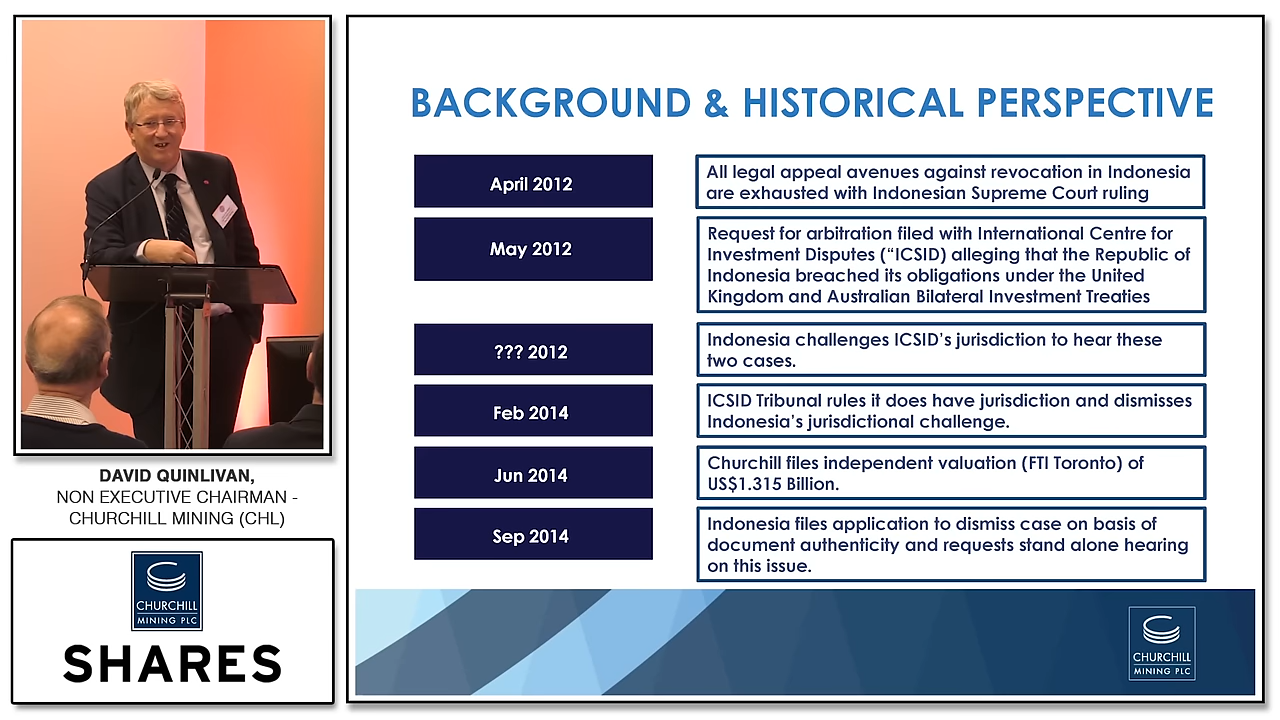 DAVID QUINLIVAN,
NON EXECUTIVE CHAIRMAN -
CHURCHILL MINING (CHL)
CHURCHILL
MINING PLC
SHARES
BACKGROUND & HISTORICAL PERSPECTIVE
April 2012
All legal appeal avenues against revocation in Indonesia
are exhausted with Indonesian Supreme Court ruling
May 2012
Request for arbitration filed with International Centre for
Investment Disputes (“ICSID) alleging that the Republic of
Indonesia breached its obligations under the United
Kingdom and Australian Bilateral Investment Treaties
??? 2012
Indonesia challenges ICSID’s jurisdiction to hear these
two cases.
Feb 2014
ICSID Tribunal rules it does have jurisdiction and dismisses
Indonesia’s jurisdictional challenge.
Jun 2014
Churchill files independent valuation (FTI Toronto) of
US$1.315 Billion.
Sep 2014
Indonesia files application to dismiss case on basis of
document authenticity and requests stand alone hearing
on this issue.
CHURCHILL
MINING PLC